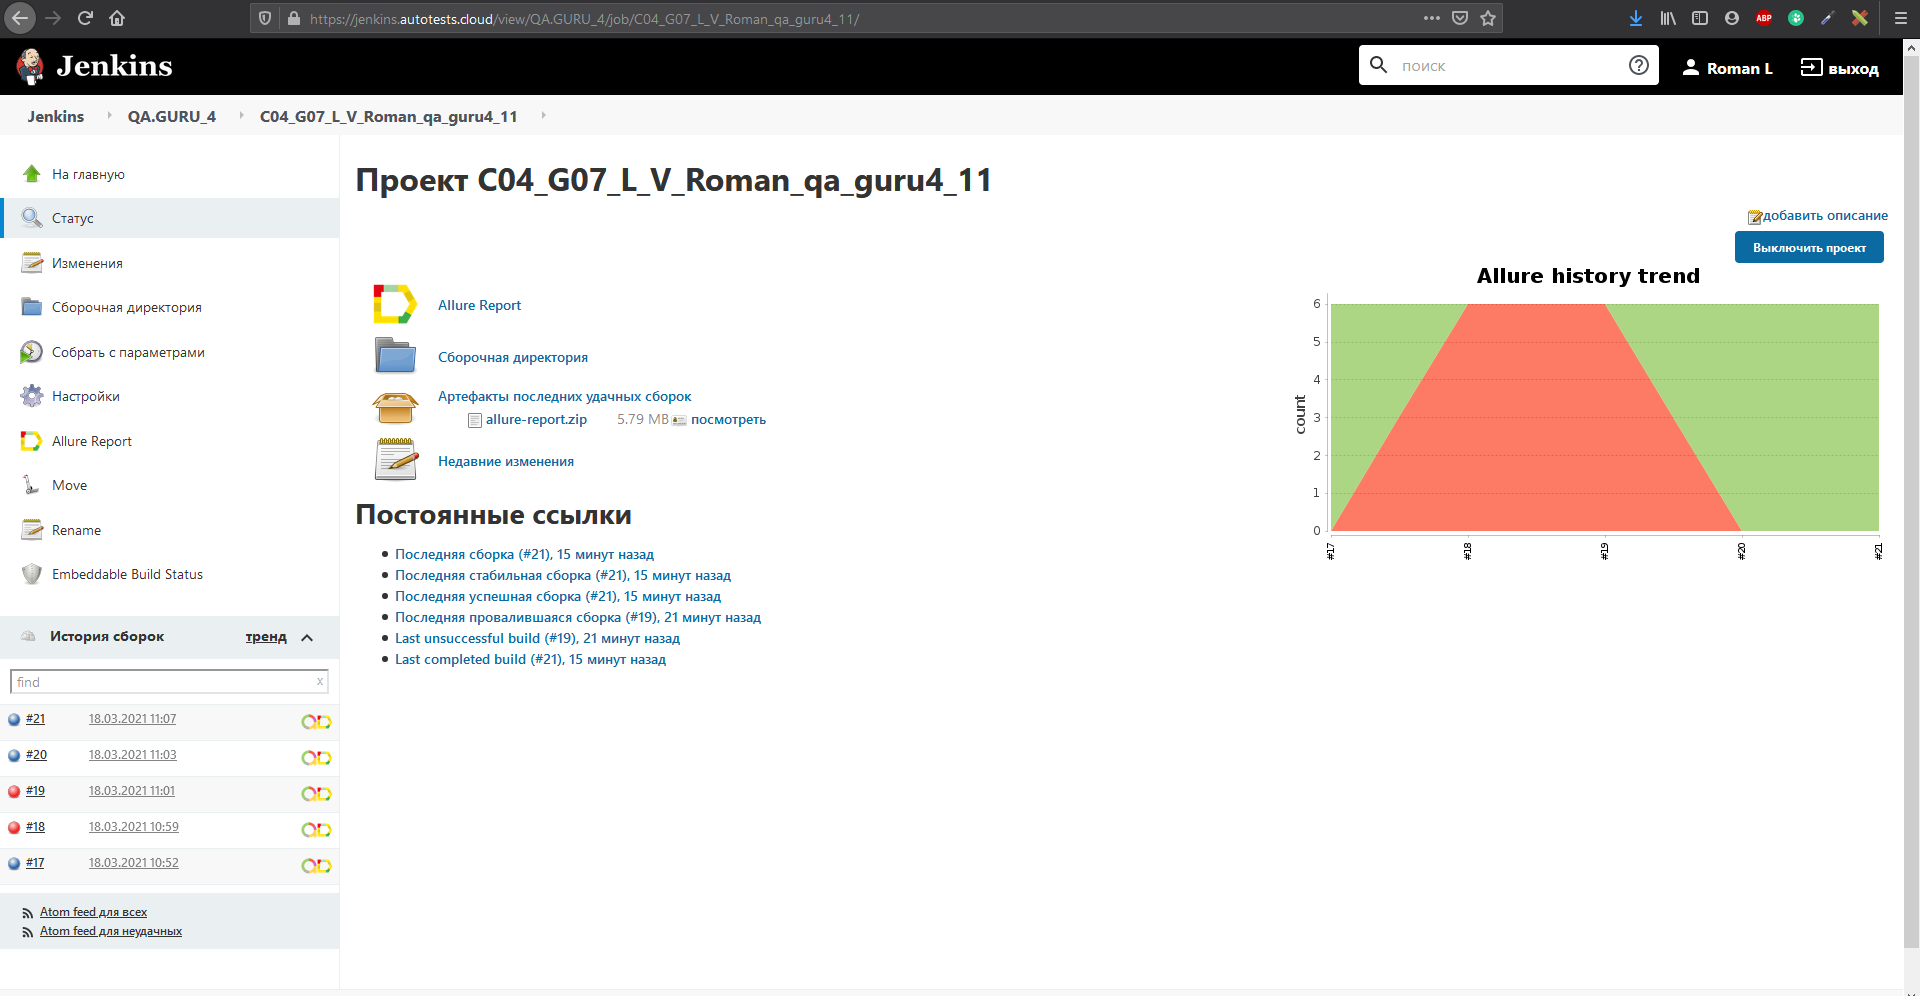 https://jenkins.autotests.cloud/view/QA.GURU_4/job/C04_G07_L_V_Roman_qa_guru4_11/
ABP
Jenkins
поиск
Roman L
выход
Jenkins
QA.GURU_4
C04_G07_L_V_Roman_qa_guru4_11
На главную
Статус
Изменения
Сборочная директория
Собрать с параметрами
Настройки
Allure Report
Move
Rename
Embeddable Build Status
История сборок
тренд
find
x
#21 18.03.2021 11:07
#20 18.03.2021 11:03
#19 18.03.2021 11:01
#18 18.03.2021 10:59
#17 18.03.2021 10:52
Atom feed для всех
Atom feed для неудачных
Проект C04_G07_L_V_Roman_qa_guru4_11
добавить описание
Выключить проект
Allure Report
Сборочная директория
Артефакты последних удачных сборок
allure-report.zip 5.79 MB посмотреть
Недавние изменения
Постоянные ссылки
Последняя сборка (#21), 15 минут назад
Последняя стабильная сборка (#21), 15 минут назад
Последняя успешная сборка (#21), 15 минут назад
Последняя провалившаяся сборка (#19), 21 минут назад
Last unsuccessful build (#19), 21 минут назад
Last completed build (#21), 15 минут назад
Allure history trend
count
6
5
4
3
2
1
0
#17
#18
#19
#20
#21